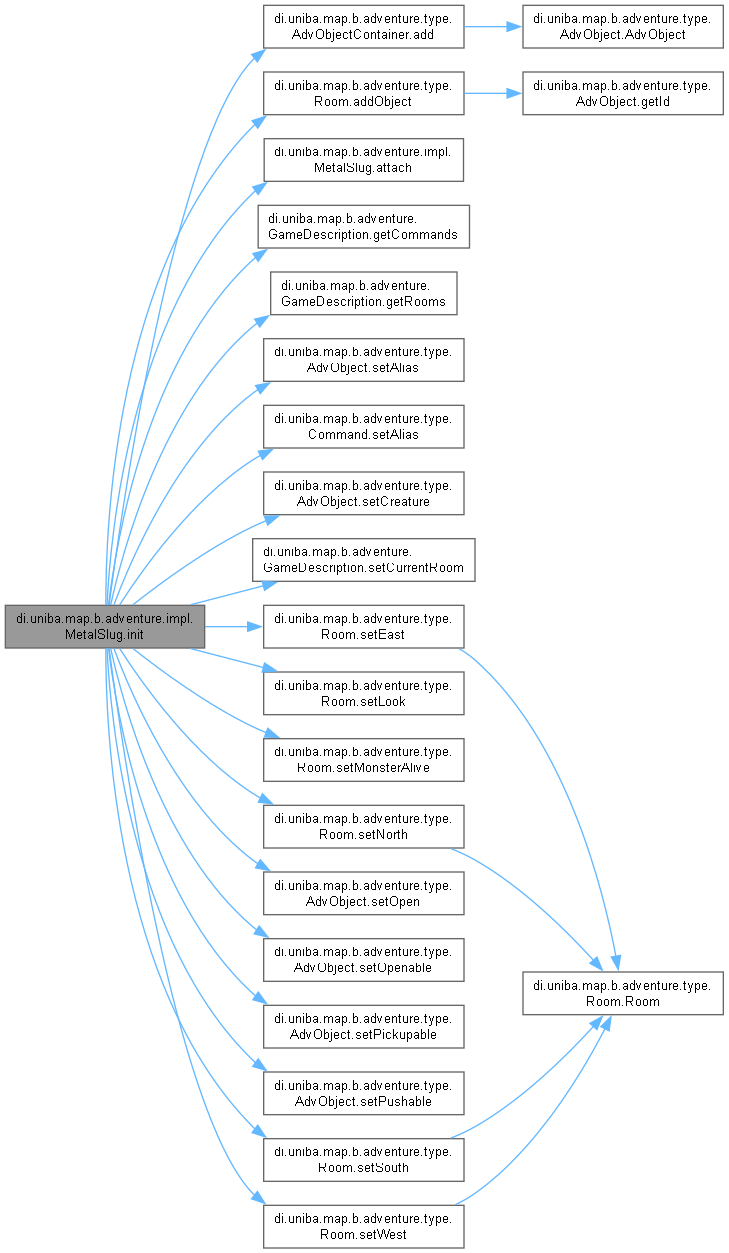 di.uniba.map.b.adventure.type.
AdvObjectContainer.add
di.uniba.map.b.adventure.type.
AdvObject.AdvObject
di.uniba.map.b.adventure.type.
Room.addObject
di.uniba.map.b.adventure.type.
AdvObject.getId
di.uniba.map.b.adventure.impl.
MetalSlug.attach
di.uniba.map.b.adventure.
GameDescription.getCommands
di.uniba.map.b.adventure.
GameDescription.getRooms
di.uniba.map.b.adventure.type.
AdvObject.setAlias
di.uniba.map.b.adventure.type.
Command.setAlias
di.uniba.map.b.adventure.type.
AdvObject.setCreature
di.uniba.map.b.adventure.
GameDescription.setCurrentRoom
di.uniba.map.b.adventure.impl.
MetalSlug.init
di.uniba.map.b.adventure.type.
Room.setEast
di.uniba.map.b.adventure.type.
Room.setLook
di.uniba.map.b.adventure.type.
Room.setMonsterAlive
di.uniba.map.b.adventure.type.
Room.setNorth
di.uniba.map.b.adventure.type.
AdvObject.setOpen
di.uniba.map.b.adventure.type.
AdvObject.setOpenable
di.uniba.map.b.adventure.type.
Room.Room
di.uniba.map.b.adventure.type.
AdvObject.setPickupable
di.uniba.map.b.adventure.type.
AdvObject.setPushable
di.uniba.map.b.adventure.type.
Room.setSouth
di.uniba.map.b.adventure.type.
Room.setWest